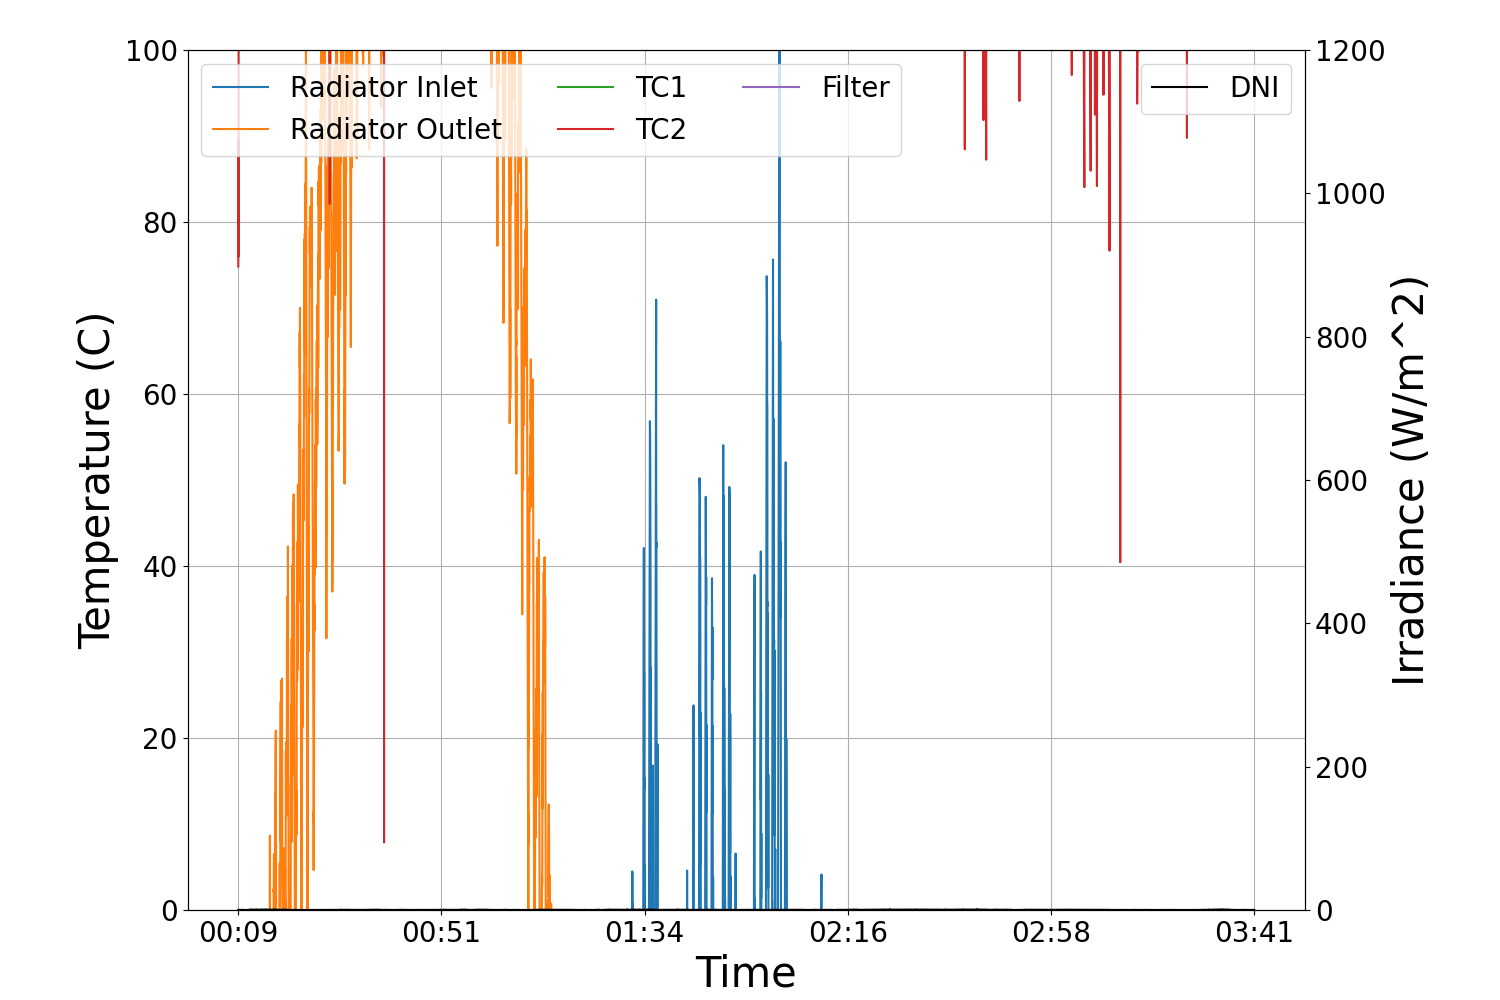 Radiator Inlet
Radiator Outlet
TC1
TC2
Filter
DNI
Temperature (C)
100
80
60
40
20
0
Irradiance (W/m^2)
1200
1000
800
600
400
200
0
00:09 00:51 01:34 02:16 02:58 03:41
Time